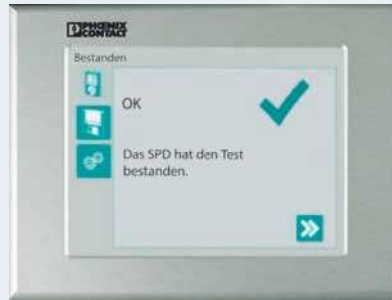 PHOENIX
CONTACT
Bestanden
OK
Das SPD hat den Test
bestanden.